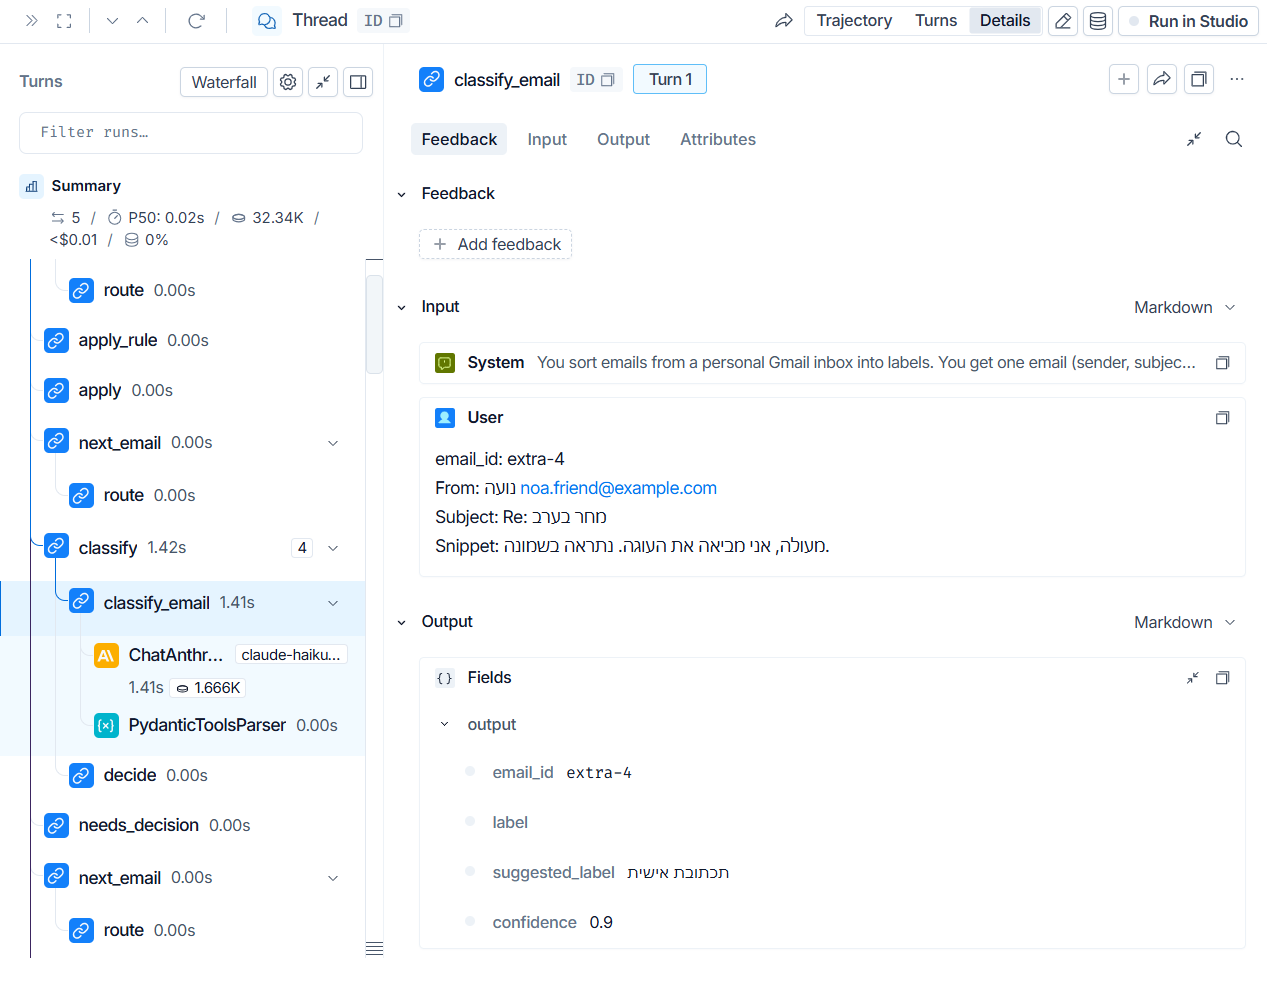 Thread ID
Trajectory Turns Details Run in Studio
Turns Waterfall
Filter runs...
Summary
5 / P50: 0.02s / 32.34K /
<$0.01 / 0%
route 0.00s
apply_rule 0.00s
apply 0.00s
next_email 0.00s
route 0.00s
classify 1.42s 4
classify_email 1.41s
ChatAnthr... claude-haiku...
1.41s 1.666K
PydanticToolsParser 0.00s
decide 0.00s
needs_decision 0.00s
next_email 0.00s
route 0.00s
classify_email ID Turn 1
Feedback Input Output Attributes
Feedback
+ Add feedback
Input Markdown
System You sort emails from a personal Gmail inbox into labels. You get one email (sender, subjec...
User
email_id: extra-4
From: נועה noa.friend@example.com
Subject: Re: מחר בערב
Snippet: מעולה, אני מביאה את העוגה. נתראה בשמונה.
Output Markdown
{} Fields
output
email_id extra-4
label
suggested_label תכתובת אישית
confidence 0.9